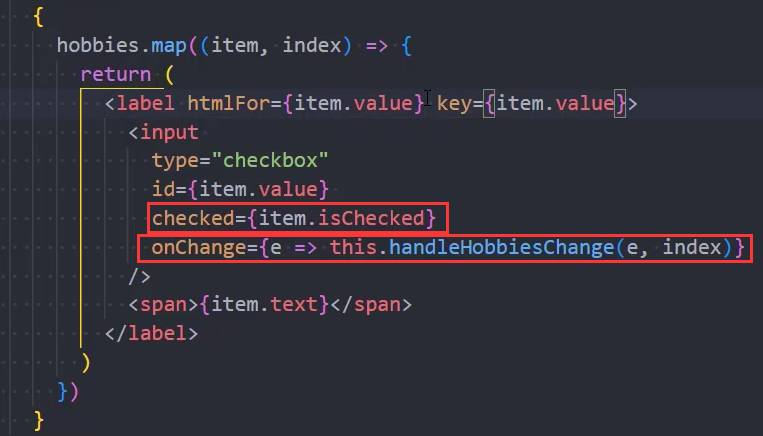 {
hobbies.map((item, index) => {
return (
<label htmlFor={item.value} key={item.value}>
<input
type="checkbox"
id={item.value}
checked={item.isChecked}
onChange={e => this.handleHobbiesChange(e, index)}
/>
<span>{item.text}</span>
</label>
)
})
}